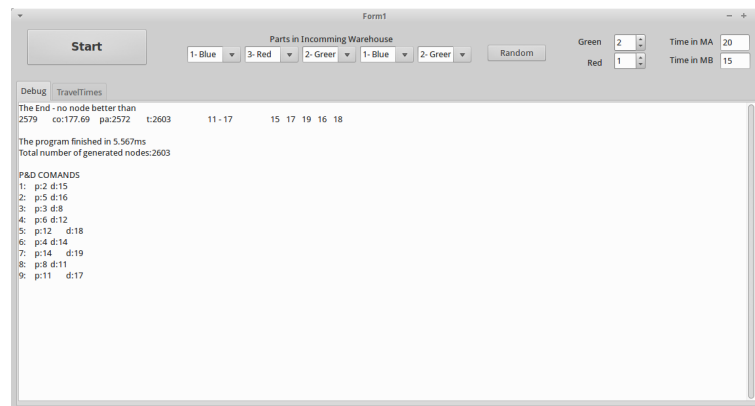 Form1
Start
Parts in Incomming Warehouse
1- Blue 3- Red 2- Greer 1- Blue 2- Greer
Random
Green 2
Red 1
Time in MA 20
Time in MB 15
Debug TravelTimes
The End - no node better than
2579 co:177.69 pa:2572 t:2603 11 - 17 15 17 19 16 18
The program finished in 5.567ms
Total number of generated nodes:2603
P&D COMANDS
1: p:2 d:15
2: p:5 d:16
3: p:3 d:8
4: p:6 d:12
5: p:12 d:18
6: p:4 d:14
7: p:14 d:19
8: p:8 d:11
9: p:11 d:17